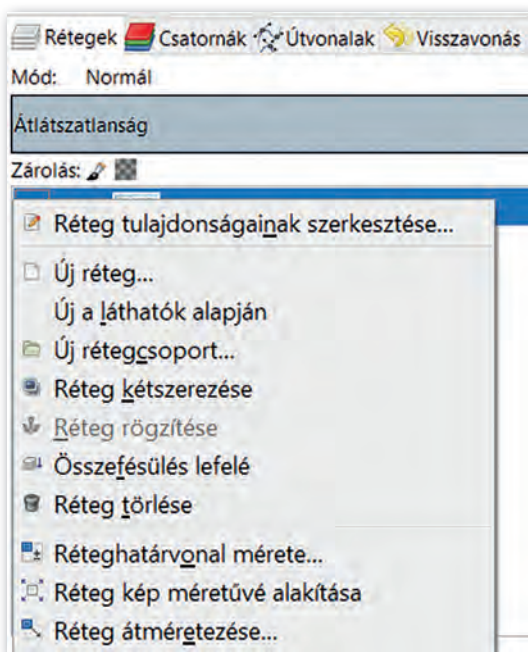 Rétegek Csatornák Útvonalak Visszavonás
Mód: Normál
Átlátszatlanság
Zárolás:
Réteg tulajdonságainak szerkesztése...
Új réteg...
Új a láthatók alapján
Új rétegcsoport...
Réteg kétszerezése
Réteg rögzítése
Összefésülés lefelé
Réteg törlése
Réteghatárvonal mérete...
Réteg kép méretűvé alakítása
Réteg átméretezése...